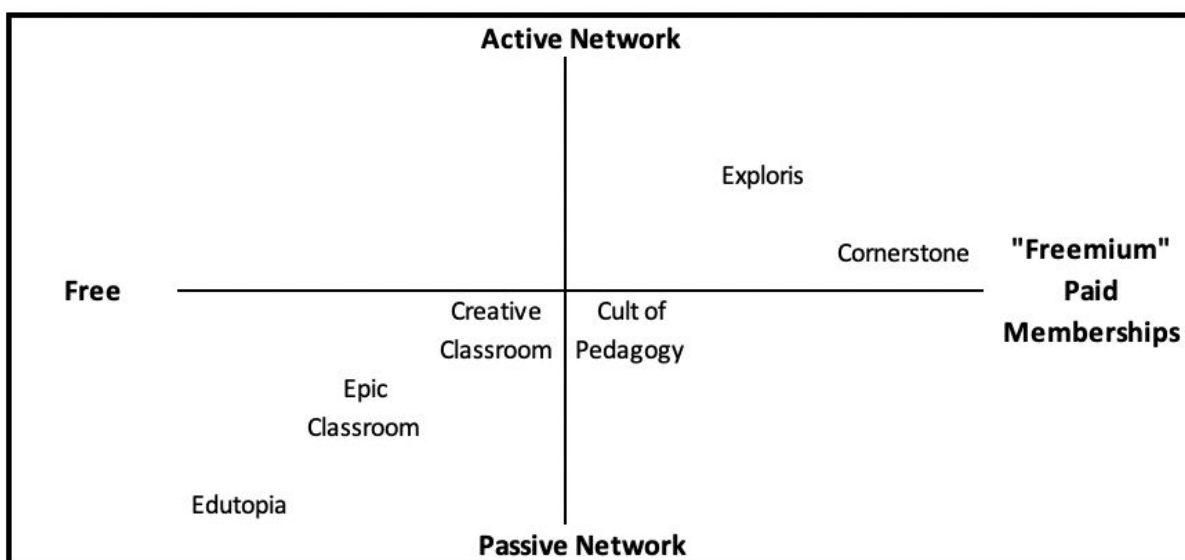 Active Network
Exploris
Cornerstone
"Freemium"
Paid
Memberships
Free
Creative
Classroom
Cult of
Pedagogy
Epic
Classroom
Edutopia
Passive Network